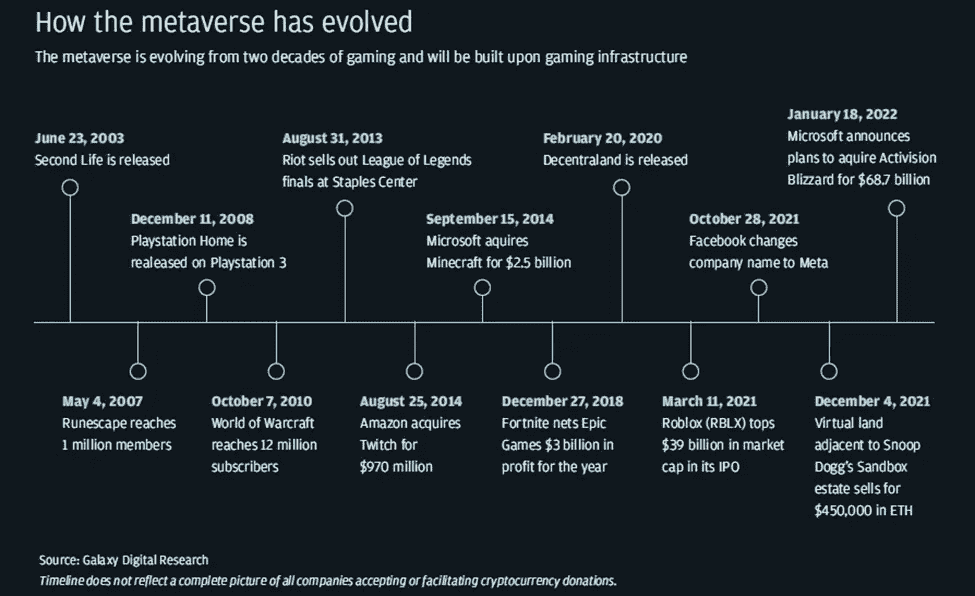 How the metaverse has evolved
The metaverse is evolving from two decades of gaming and will be built upon gaming infrastructure
June 23, 2003
Second Life is released
May 4, 2007
Runescape reaches
1 million members
December 11, 2008
Playstation Home is
realeased on Playstation 3
October 7, 2010
World of Warcraft
reaches 12 million
subscribers
August 31, 2013
Riot sells out League of Legends
finals at Staples Center
August 25, 2014
Amazon acquires
Twitch for
$970 million
September 15, 2014
Microsoft aquires
Minecraft for $2.5 billion
December 27, 2018
Fortnite nets Epic
Games $3 billion in
profit for the year
February 20, 2020
Decentraland is released
March 11, 2021
Roblox (RBLX) tops
$39 billion in market
cap in its IPO
October 28, 2021
Facebook changes
company name to Meta
December 4, 2021
Virtual land
adjacent to Snoop
Dogg's Sandbox
estate sells for
$450,000 in ETH
January 18, 2022
Microsoft announces
plans to aquire Activision
Blizzard for $68.7 billion
Source: Galaxy Digital Research
Timeline does not reflect a complete picture of all companies accepting or facilitating cryptocurrency donations.